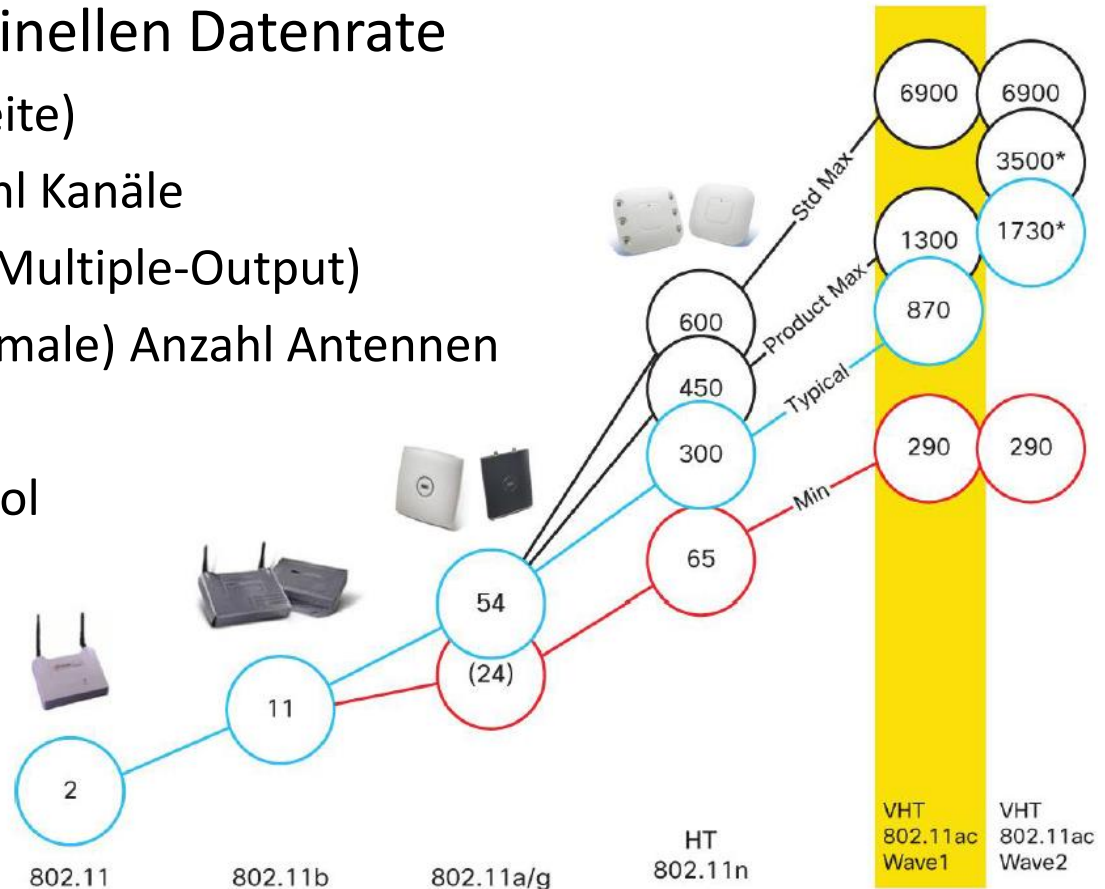 inellen Datenrate
eite)
nl Kanäle
Multiple-Output)
male) Anzahl Antennen
ol
6900
6900
3500*
Std Max
1300
1730*
Product Max
870
600
450
Typical
300
290
290
Min
65
54
(24)
11
2
802.11
802.11b
802.11a/g
HT
802.11n
VHT
802.11ac
Wave1
VHT
802.11ac
Wave2